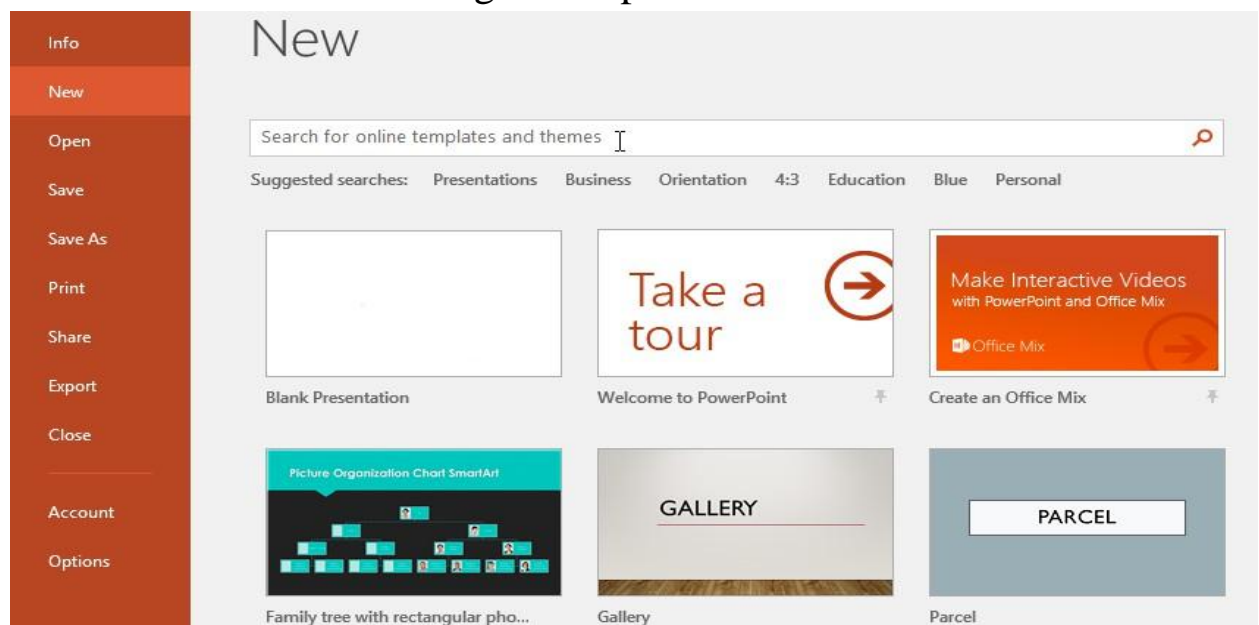 Info
New
Open
Save
Save As
Print
Share
Export
Close
Account
Options
New
Search for online templates and themes
Suggested searches: Presentations Business Orientation 4:3 Education Blue Personal
Blank Presentation
Take a
tour
Welcome to PowerPoint
Make Interactive Videos
with PowerPoint and Office Mix
Office Mix
Create an Office Mix
Picture Organization Chart SmartArt
Family tree with rectangular pho...
GALLERY
Gallery
PARCEL
Parcel